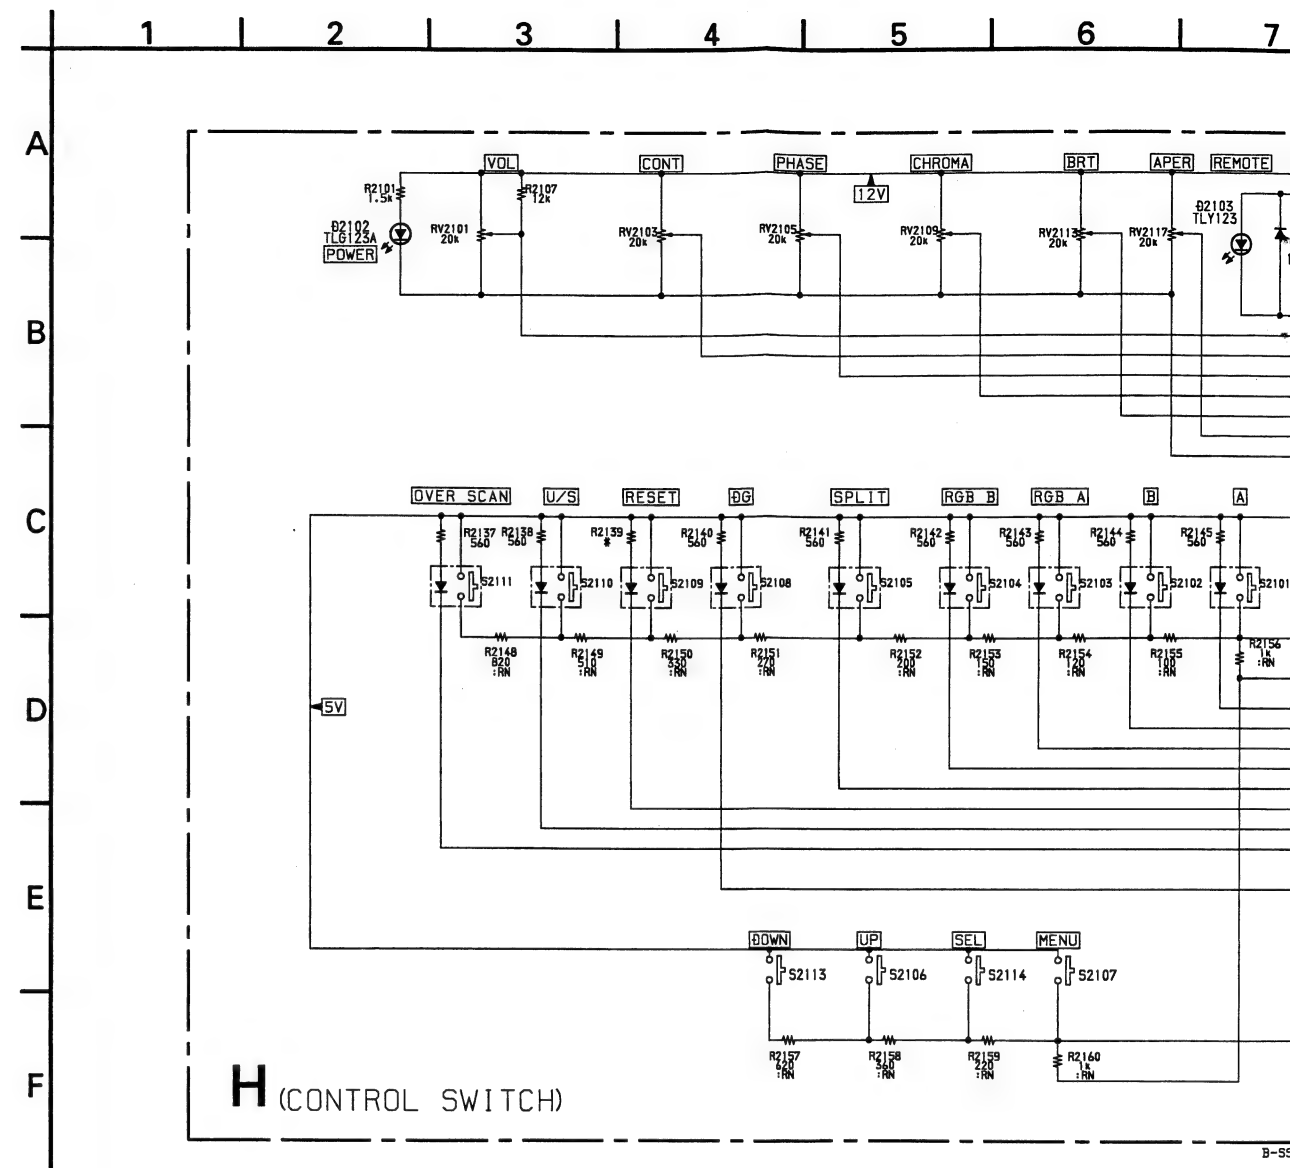 1 2 3 4 5 6 7
A
B
C
D
E
F
VOL CONT PHASE CHROMA BRT APER REMOTE
12V
R2101
1.5k
R2107
12k
D2102
TLG123A
POWER
RV2101
20k
RV2103
20k
RV2105
20k
RV2109
20k
RV2113
20k
RV2117
20k
D2103
TLY123
OVER SCAN U/S RESET DG SPLIT RGB B RGB A B A
R2137
560
R2138
560
R2139
*
R2140
560
R2141
560
R2142
560
R2143
560
R2144
560
R2145
560
S2111 S2110 S2109 S2108 S2105 S2104 S2103 S2102 S2101
R2148
820
:RN
R2149
510
:RN
R2150
330
:RN
R2151
270
:RN
R2152
200
:RN
R2153
150
:RN
R2154
120
:RN
R2155
100
:RN
R2156
1k
:RN
5V
DOWN UP SEL MENU
S2113 S2106 S2114 S2107
R2157
620
:RN
R2158
360
:RN
R2159
220
:RN
R2160
1k
:RN
H (CONTROL SWITCH)